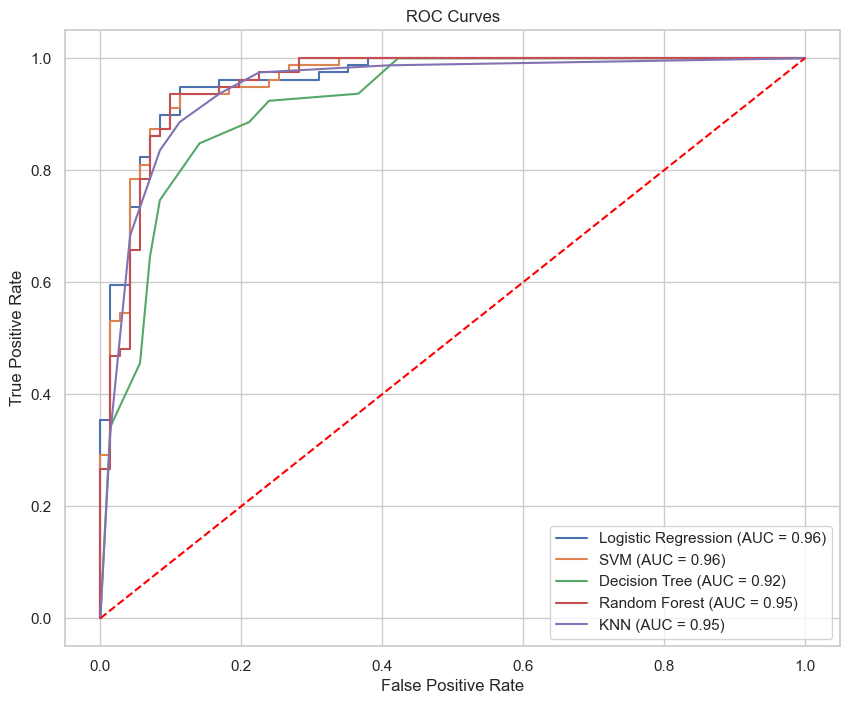 ROC Curves
True Positive Rate
1.0
0.8
0.6
0.4
0.2
0.0
Logistic Regression (AUC = 0.96)
SVM (AUC = 0.96)
Decision Tree (AUC = 0.92)
Random Forest (AUC = 0.95)
KNN (AUC = 0.95)
0.0 0.2 0.4 0.6 0.8 1.0
False Positive Rate